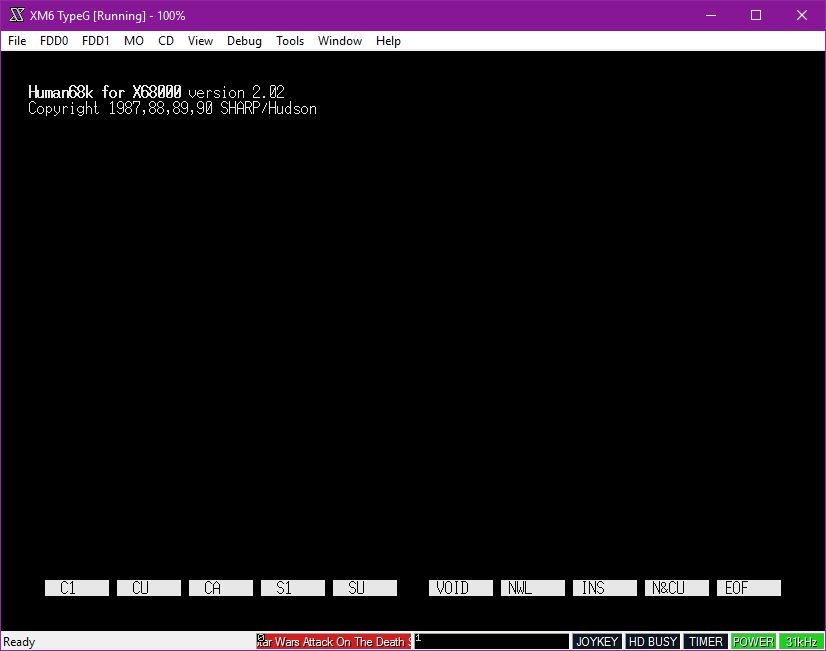 XM6 TypeG [Running] - 100%
File FDD0 FDD1 MO CD View Debug Tools Window Help
Human68k for X68000 version 2.02
Copyright 1987,88,89,90 SHARP/Hudson
C1 CU CA S1 SU VOID NWL INS N&CU EOF
Ready 0 Wars Attack On The Death 1 JOYKEY HD BUSY TIMER POWER 31kHz